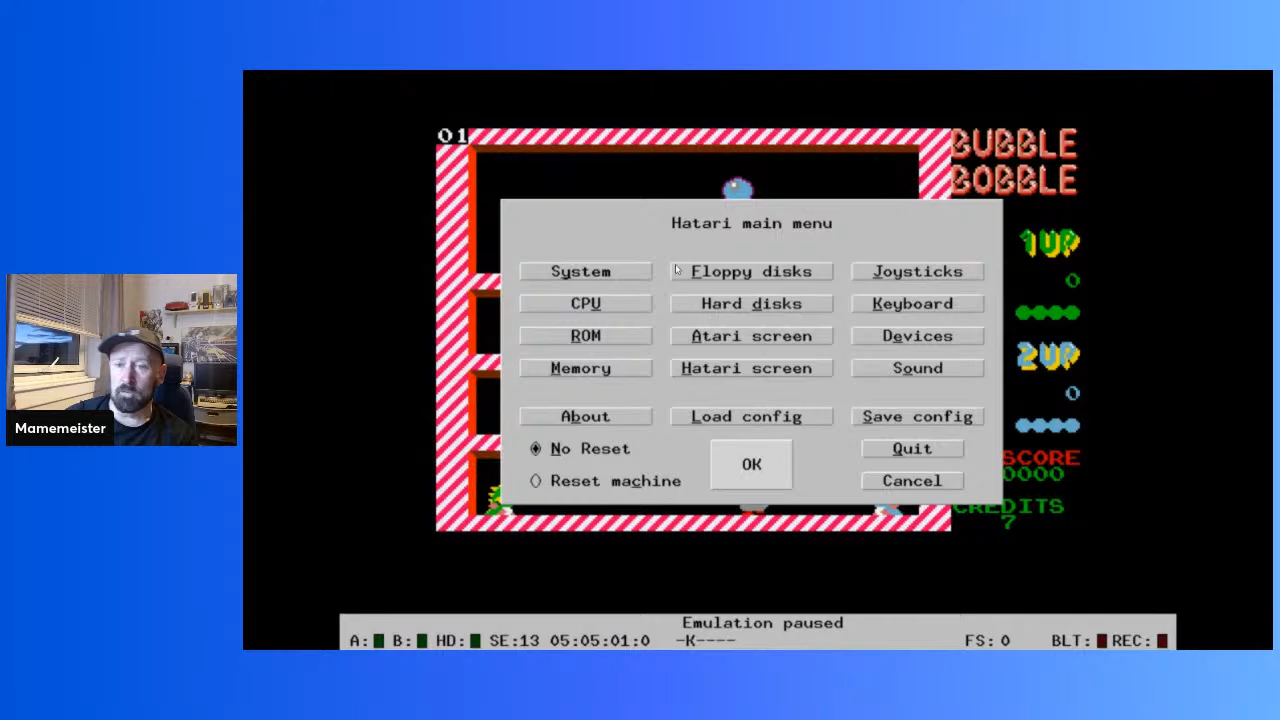 01
BUBBLE
BOBBLE
Hatari main menu
System
Floppy disks
Joysticks
CPU
Hard disks
Keyboard
ROM
Atari screen
Devices
Memory
Hatari screen
Sound
About
Load config
Save config
No Reset
Reset machine
OK
Quit
Cancel
1UP
0
2UP
0
SCORE
0000
CREDITS
7
Mamemeister
Emulation paused
A: B: HD: SE:13 05:05:01:0 -K---- FS: 0 BLT: REC: